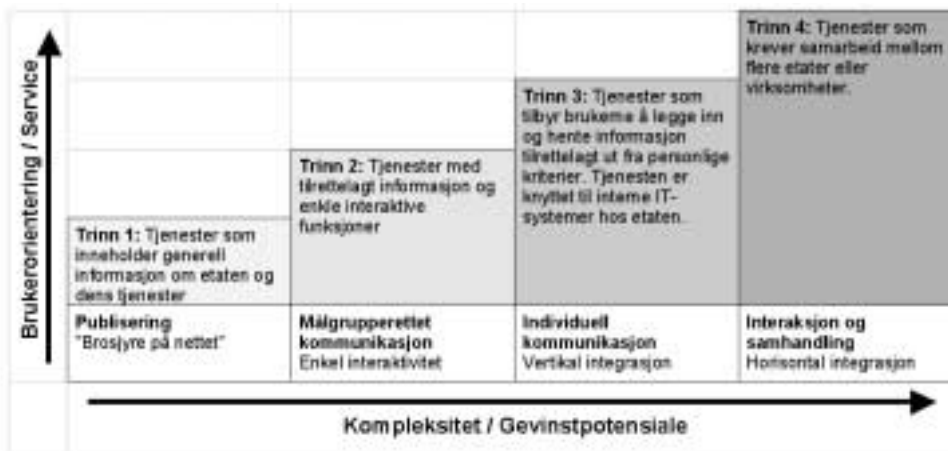 Brukerorientering / Service
Trinn 1: Tjenester som
inneholder generell
informasjon om etaten og
dens tjenester
Publisering
"Brosjyre på nettet"
Trinn 2: Tjenester med
tilrettelagt informasjon og
enkle interaktive
funksjoner
Målgrupperettet
kommunikasjon
Enkel interaktivitet
Trinn 3: Tjenester som
tilbyr brukerne å legge inn
og hente informasjon
tilrettelagt ut fra personlige
kriterier. Tjenesten er
knyttet til interne IT-
systemer hos etaten.
Individuell
kommunikasjon
Vertikal integrasjon
Trinn 4: Tjenester som
krever samarbeid mellom
flere etater eller
virksomheter.
Interaksjon og
samhandling
Horisontal integrasjon
Kompleksitet / Gevinstpotensiale